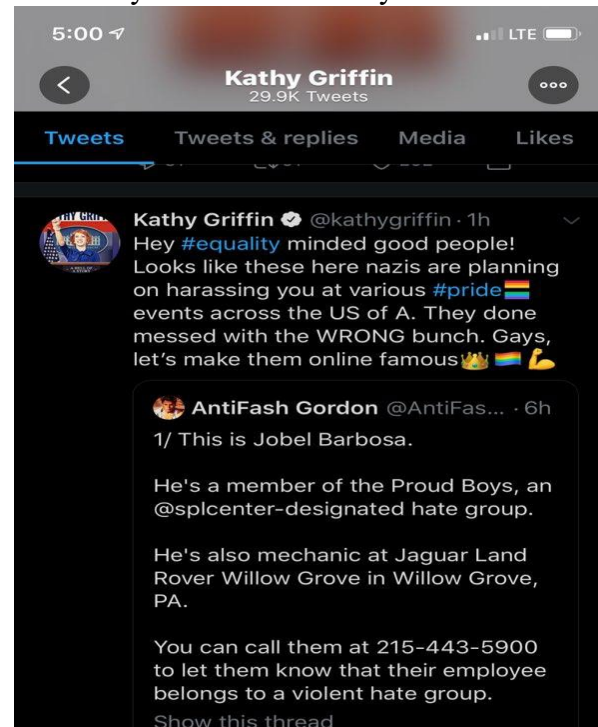 5:00 LTE
Kathy Griffin
29.9K Tweets
Tweets Tweets & replies Media Likes
Kathy Griffin @kathygriffin · 1h
Hey #equality minded good people!
Looks like these here nazis are planning
on harassing you at various #pride🏳️‍🌈
events across the US of A. They done
messed with the WRONG bunch. Gays,
let's make them online famous👑🏳️‍🌈💪
AntiFash Gordon @AntiFas... · 6h
1/ This is Jobel Barbosa.
He's a member of the Proud Boys, an
@splcenter-designated hate group.
He's also mechanic at Jaguar Land
Rover Willow Grove in Willow Grove,
PA.
You can call them at 215-443-5900
to let them know that their employee
belongs to a violent hate group.
Show this thread